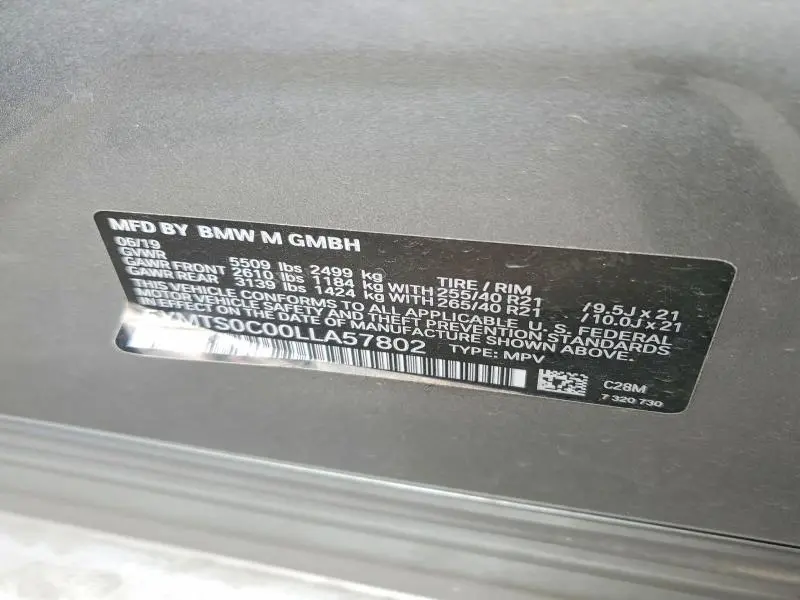 MFD BY BMW M GMBH
06/19
GVWR 5509 lbs 2499 kg TIRE / RIM
GAWR FRONT 2610 lbs 1184 kg WITH 255/40 R21 / 9.5J x 21
GAWR REAR 3139 lbs 1424 kg WITH 265/40 R21 / 10.0J x 21
THIS VEHICLE CONFORMS TO ALL APPLICABLE U. S. FEDERAL
MOTOR VEHICLE SAFETY AND THEFT PREVENTION STANDARDS
IN EFFECT ON THE DATE OF MANUFACTURE SHOWN ABOVE.
YMTS0C00LLA57802 TYPE: MPV
C28M
7 320 730